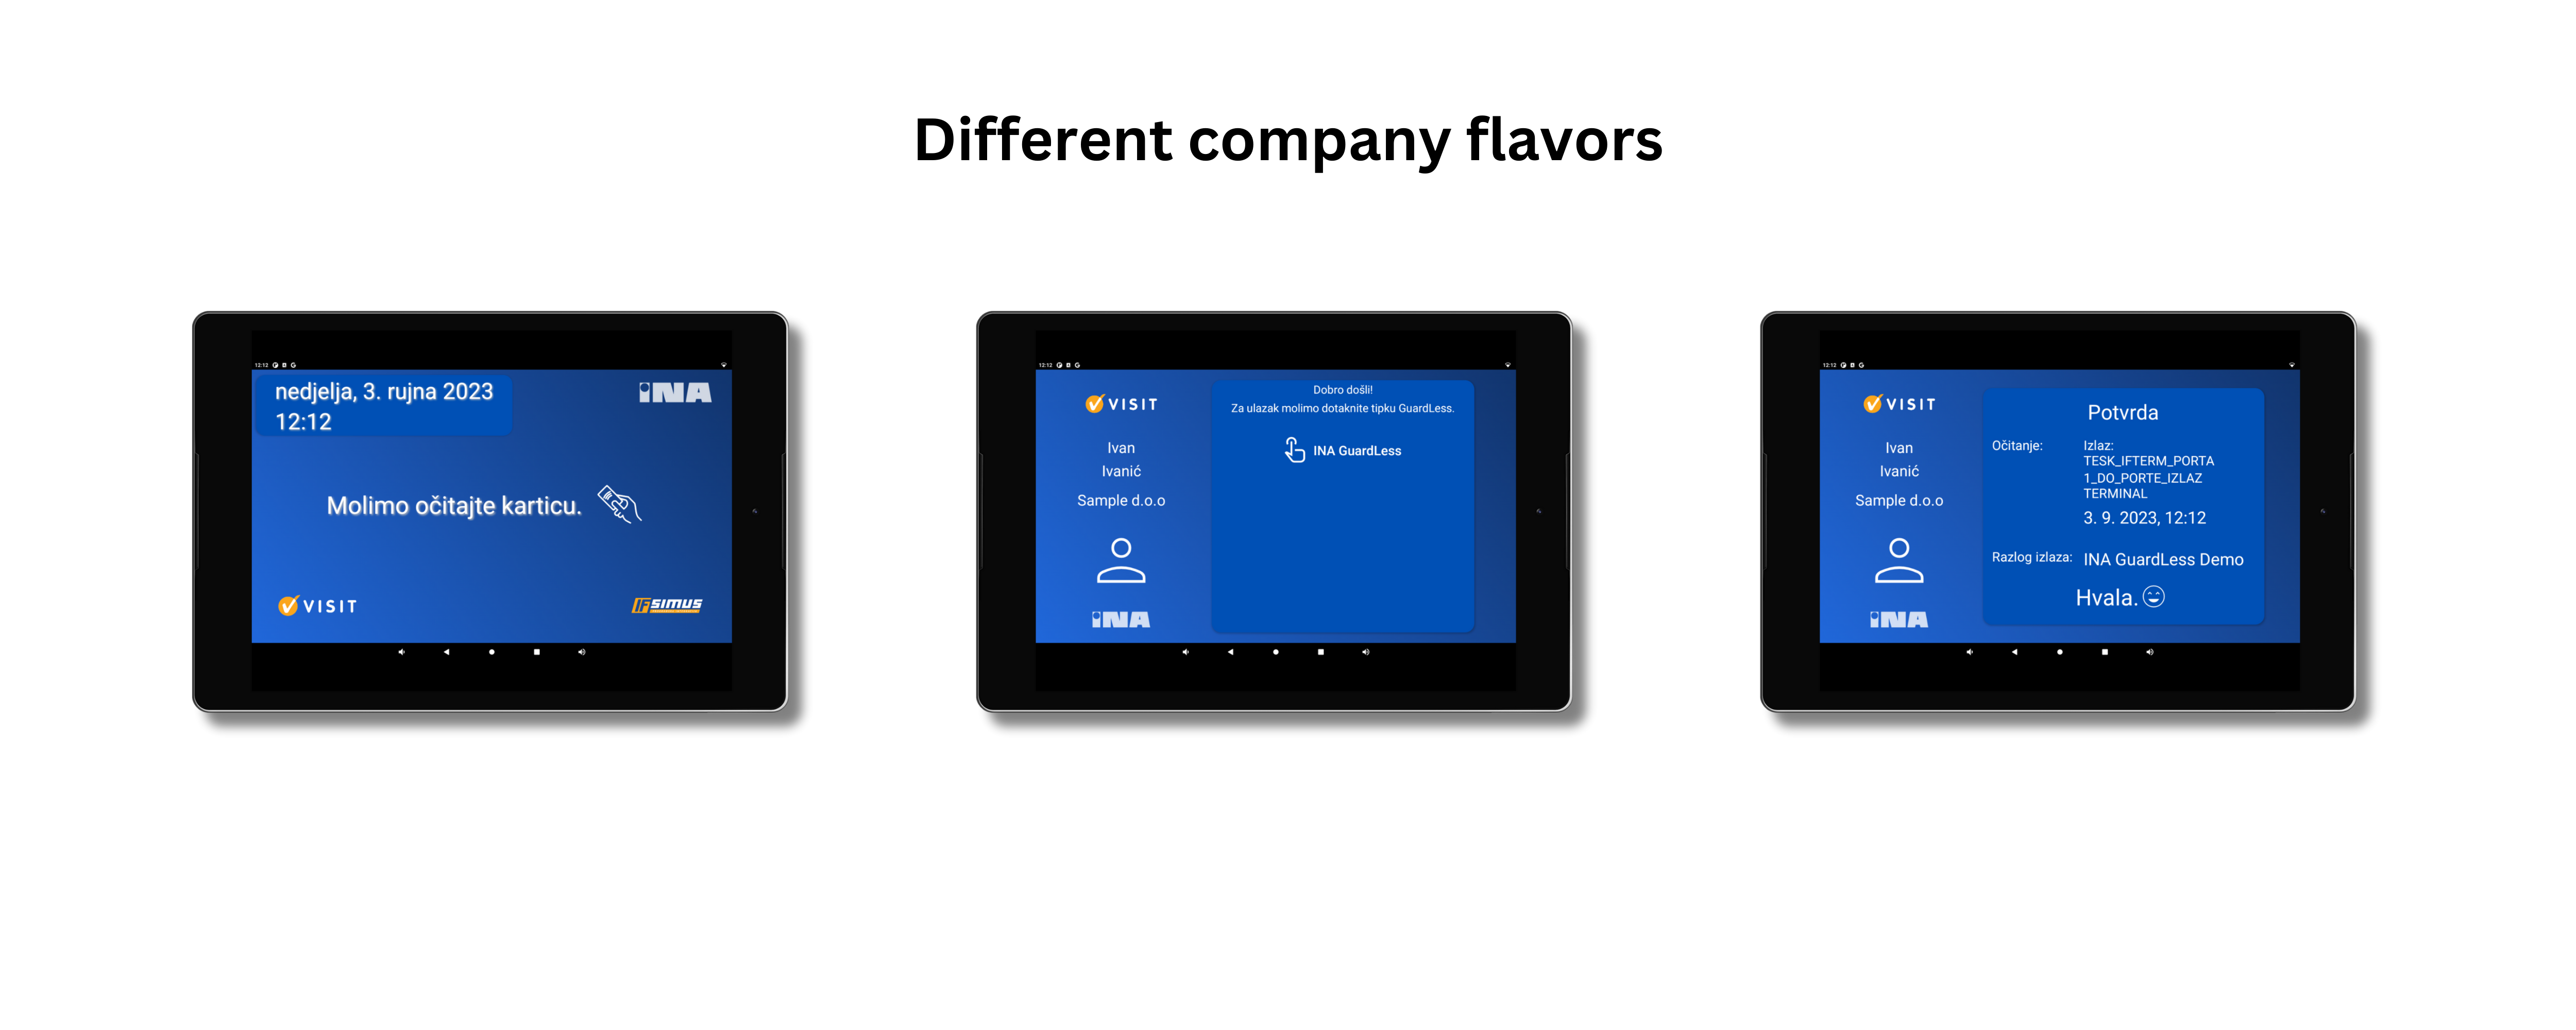 Different company flavors
12:12
nedjelja, 3. rujna 2023
12:12
INA
Molimo očitajte karticu.
VISIT
IFSIMUS
12:12
VISIT
Ivan
Ivanić
Sample d.o.o
INA
Dobro došli!
Za ulazak molimo dotaknite tipku GuardLess.
INA GuardLess
12:12
VISIT
Ivan
Ivanić
Sample d.o.o
INA
Potvrda
Očitanje: Izlaz:
TESK_IFTERM_PORTA
1_DO_PORTE_IZLAZ
TERMINAL
3. 9. 2023, 12:12
Razlog izlaza: INA GuardLess Demo
Hvala.